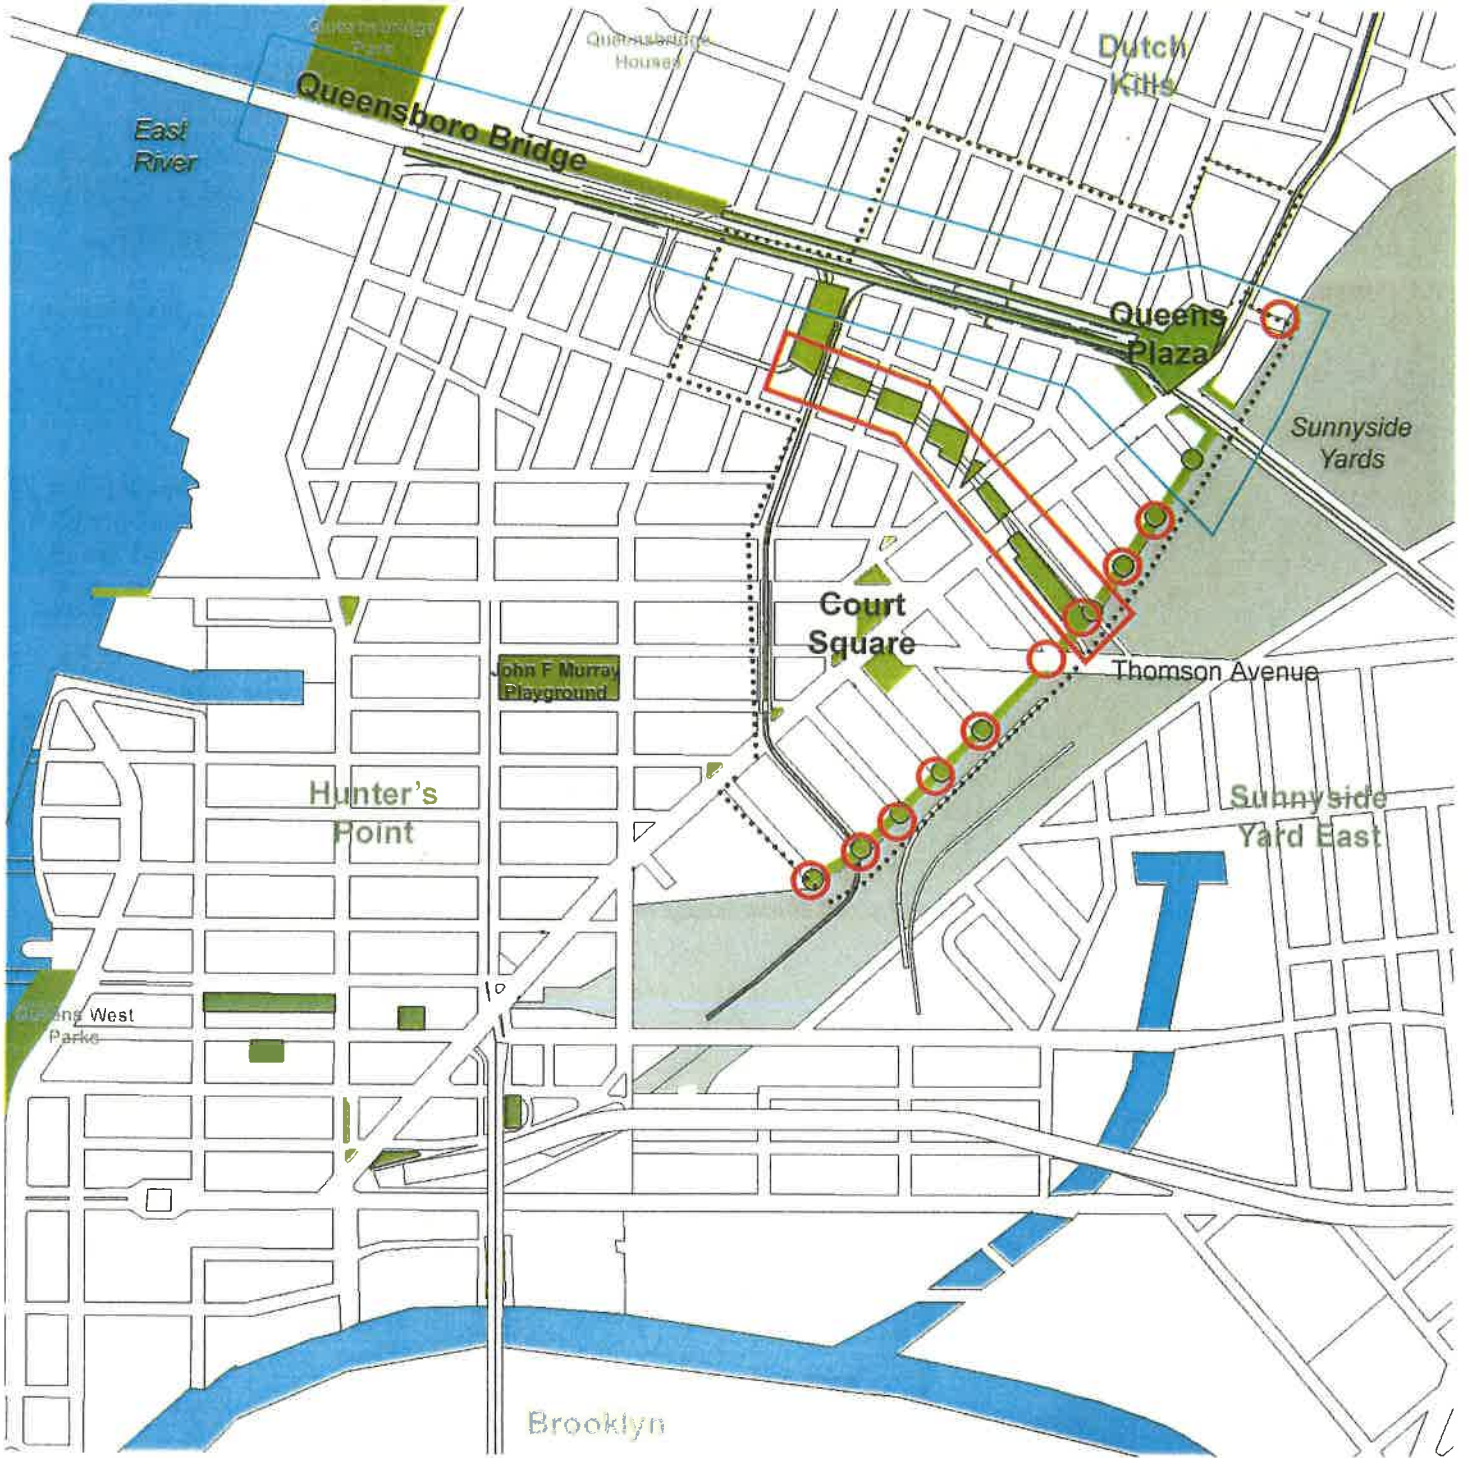 Queensbridge
Park
Queensbridge
Houses
Dutch
Kills
Queensboro Bridge
East
River
Queens
Plaza
Sunnyside
Yards
Court
Square
Thomson Avenue
John F Murray
Playground
Hunter's
Point
Sunnyside
Yard East
Queens West
Parks
Brooklyn